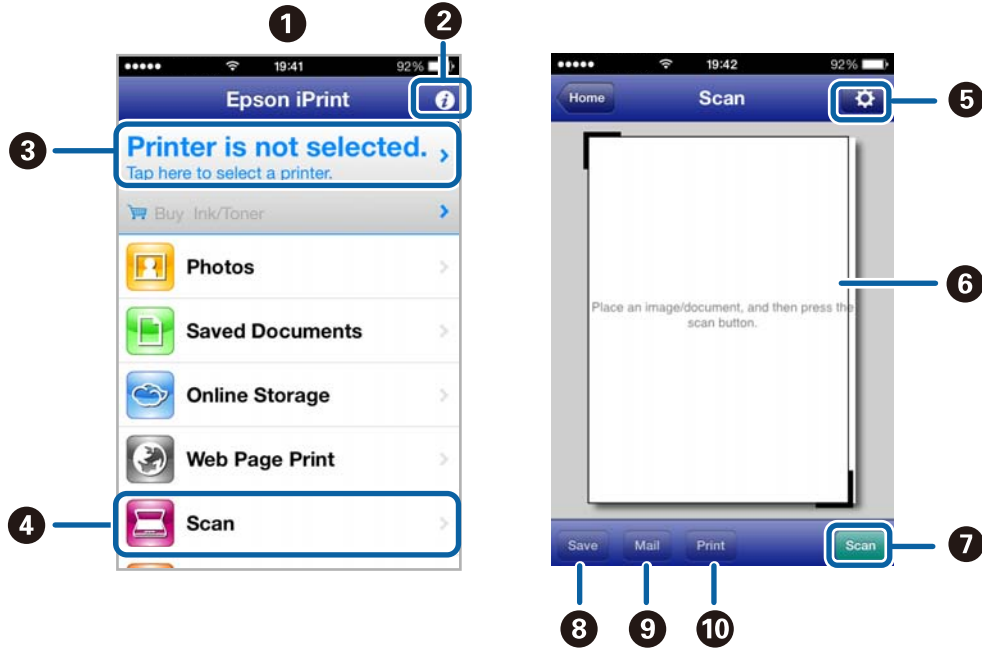 1
2
19:41
92%
Epson iPrint
3
Printer is not selected.
Tap here to select a printer.
Buy Ink/Toner
Photos
Saved Documents
Online Storage
Web Page Print
4
Scan
19:42
92%
Home
Scan
5
6
Place an image/document, and then press the
scan button.
Save
Mail
Print
Scan
7
8
9
10